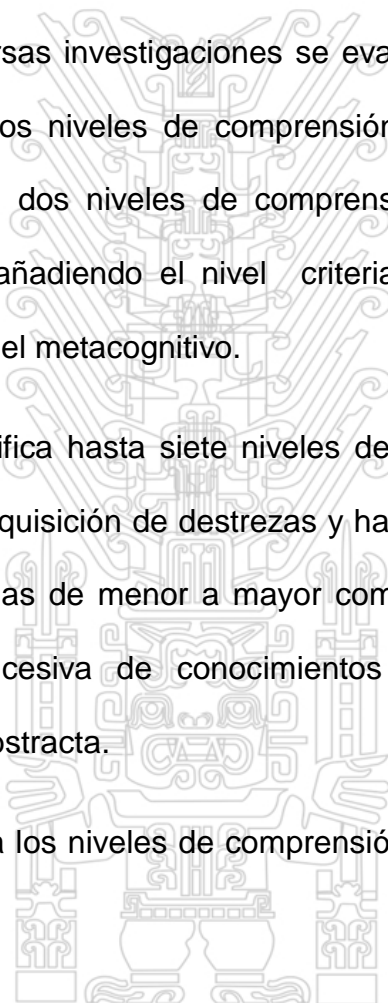 rsas investigaciones se eva
os niveles de comprensión
dos niveles de comprens
añadiendo el nivel criteria
el metacognitivo.
ifica hasta siete niveles de
quisición de destrezas y ha
as de menor a mayor com
cesiva de conocimientos
ostracta.
a los niveles de comprensió